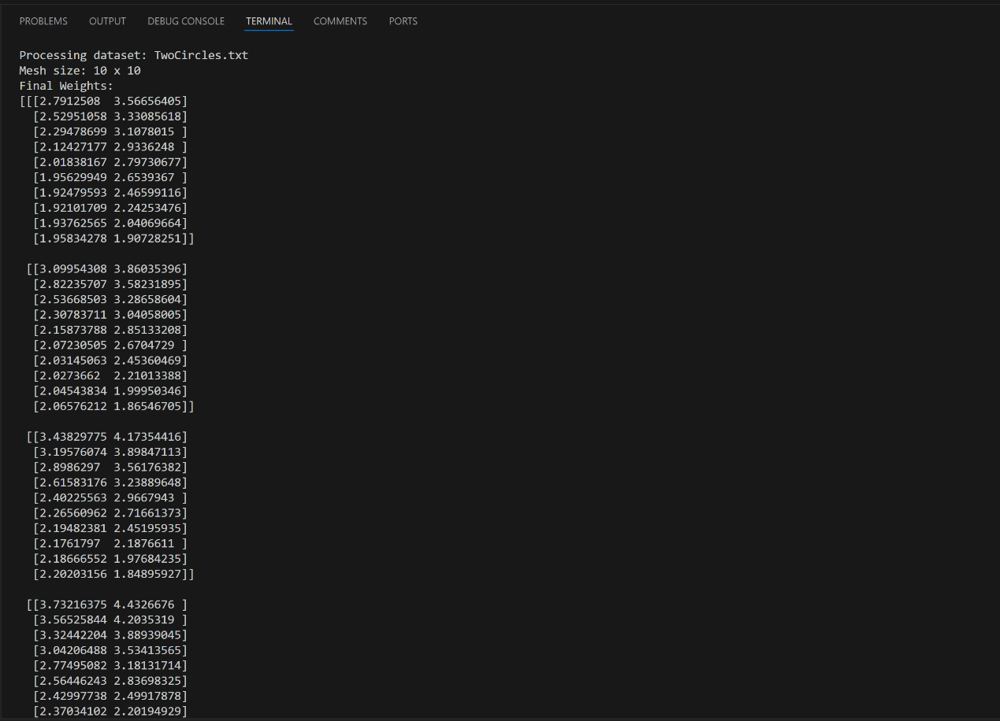 PROBLEMS OUTPUT DEBUG CONSOLE TERMINAL COMMENTS PORTS
Processing dataset: TwoCircles.txt
Mesh size: 10 x 10
Final Weights:
[[[2.7912508  3.56656405]
  [2.52951058 3.33085618]
  [2.29478699 3.1078015 ]
  [2.12427177 2.9336248 ]
  [2.01838167 2.79730677]
  [1.95629949 2.6539367 ]
  [1.92479593 2.46599116]
  [1.92101709 2.24253476]
  [1.93762565 2.04069664]
  [1.95834278 1.90728251]]

 [[3.09954308 3.86035396]
  [2.82235707 3.58231895]
  [2.53668503 3.28658604]
  [2.30783711 3.04058005]
  [2.15873788 2.85133208]
  [2.07230505 2.6704729 ]
  [2.03145063 2.45360469]
  [2.0273662  2.21013388]
  [2.04543834 1.99950346]
  [2.06576212 1.86546705]]

 [[3.43829775 4.17354416]
  [3.19576074 3.89847113]
  [2.8986297  3.56176382]
  [2.61583176 3.23889648]
  [2.40225563 2.9667943 ]
  [2.26560962 2.71661373]
  [2.19482381 2.45195935]
  [2.1761797  2.1876611 ]
  [2.18666552 1.97684235]
  [2.20203156 1.84895927]]

 [[3.73216375 4.4326676 ]
  [3.56525844 4.2035319 ]
  [3.32442204 3.88939045]
  [3.04206488 3.53413565]
  [2.77495082 3.18131714]
  [2.56446243 2.83698325]
  [2.42997738 2.49917878]
  [2.37034102 2.20194929]